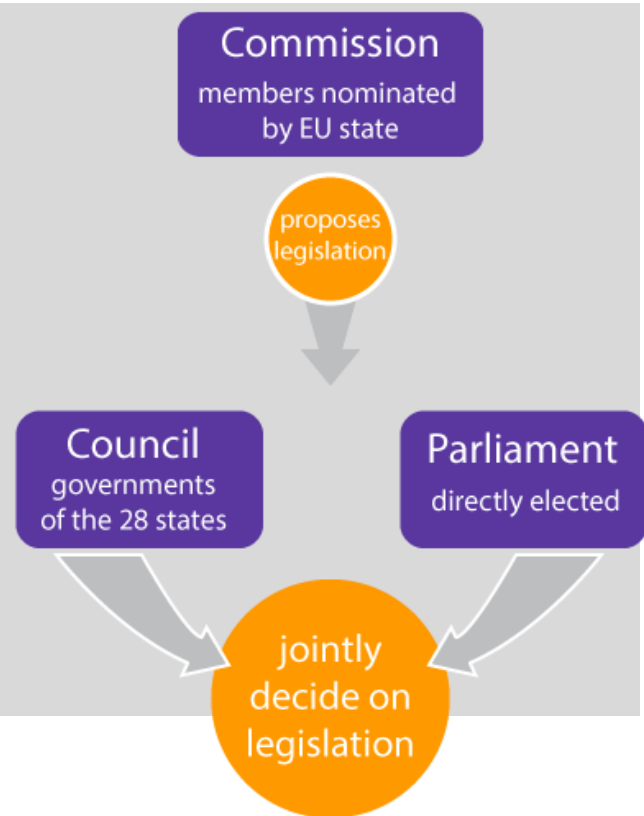 Commission
members nominated
by EU state
proposes
legislation
Council
governments
of the 28 states
Parliament
directly elected
jointly
decide on
legislation